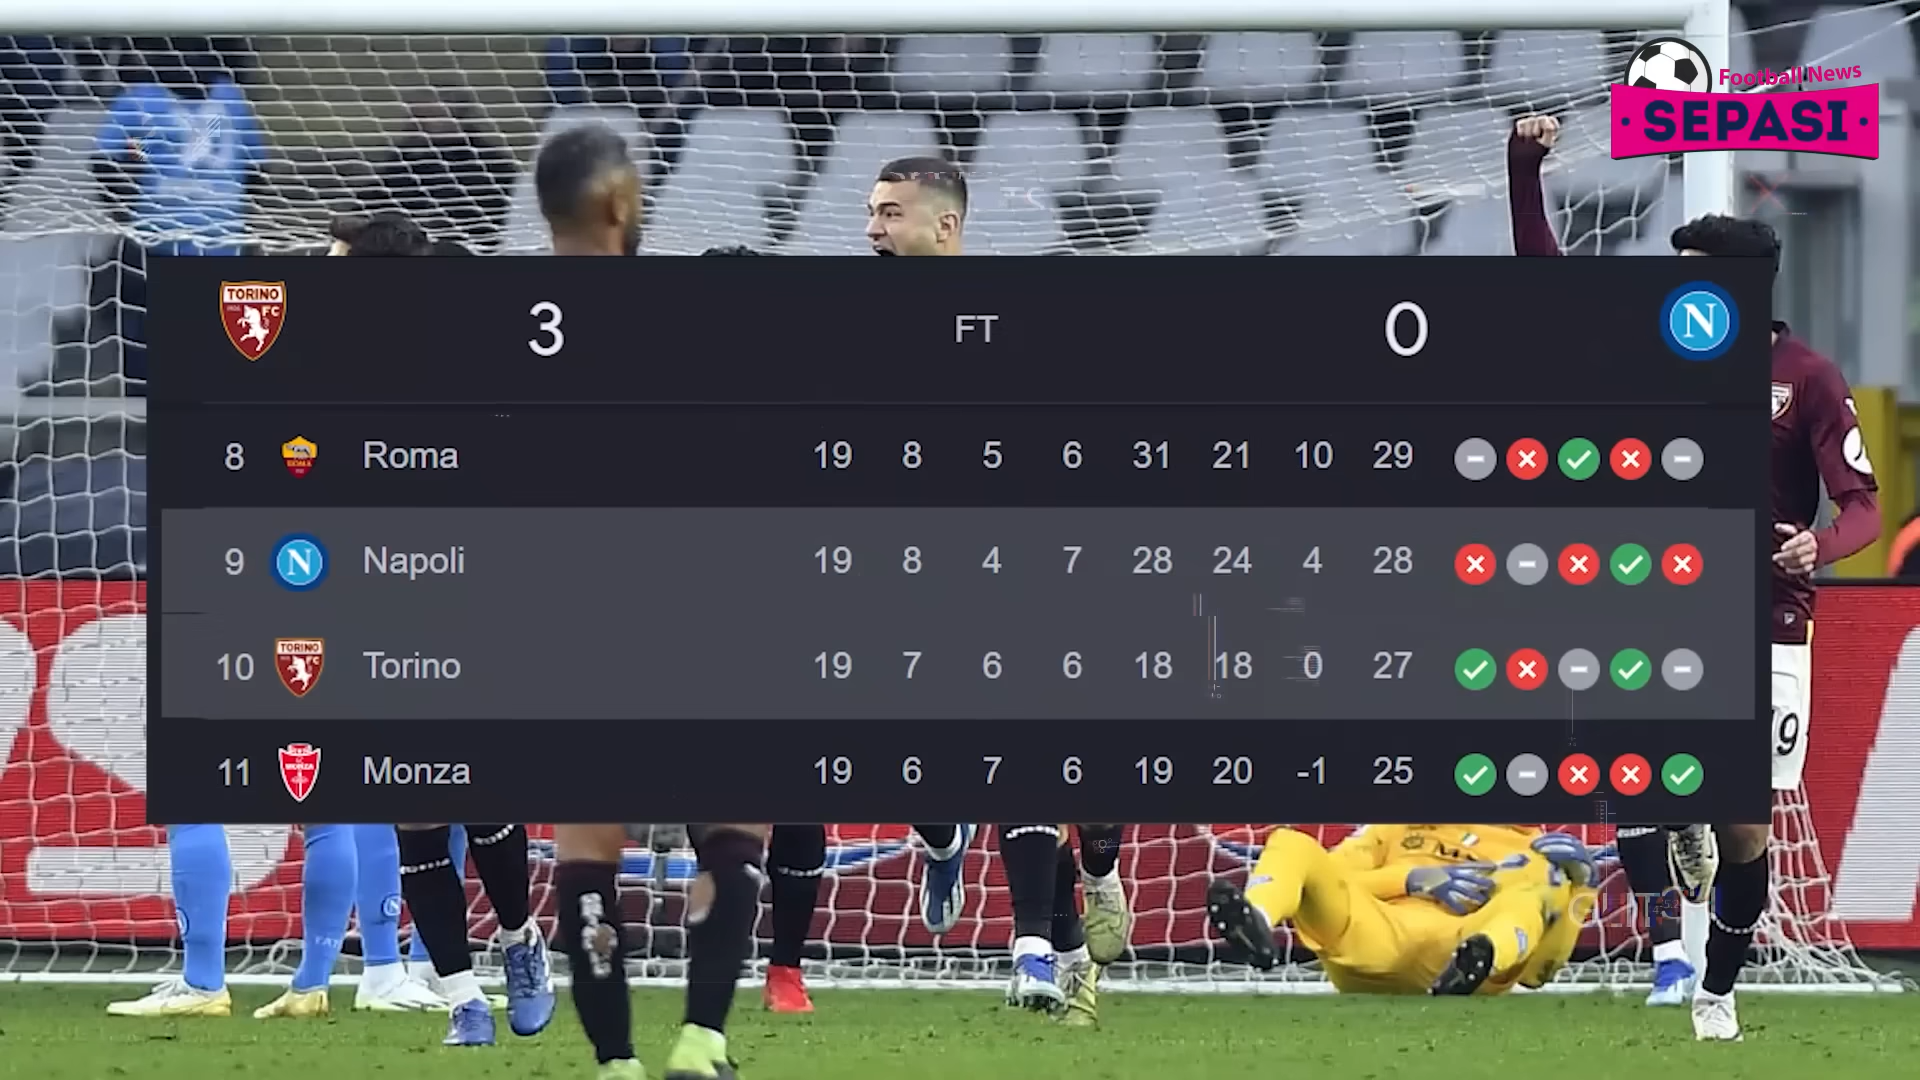 Football News
SEPASI
TORINO
FC
3 FT 0
N
8 ROMA Roma 19 8 5 6 31 21 10 29
9 N Napoli 19 8 4 7 28 24 4 28
10 TORINO FC Torino 19 7 6 6 18 18 0 27
11 MONZA Monza 19 6 7 6 19 20 -1 25
9